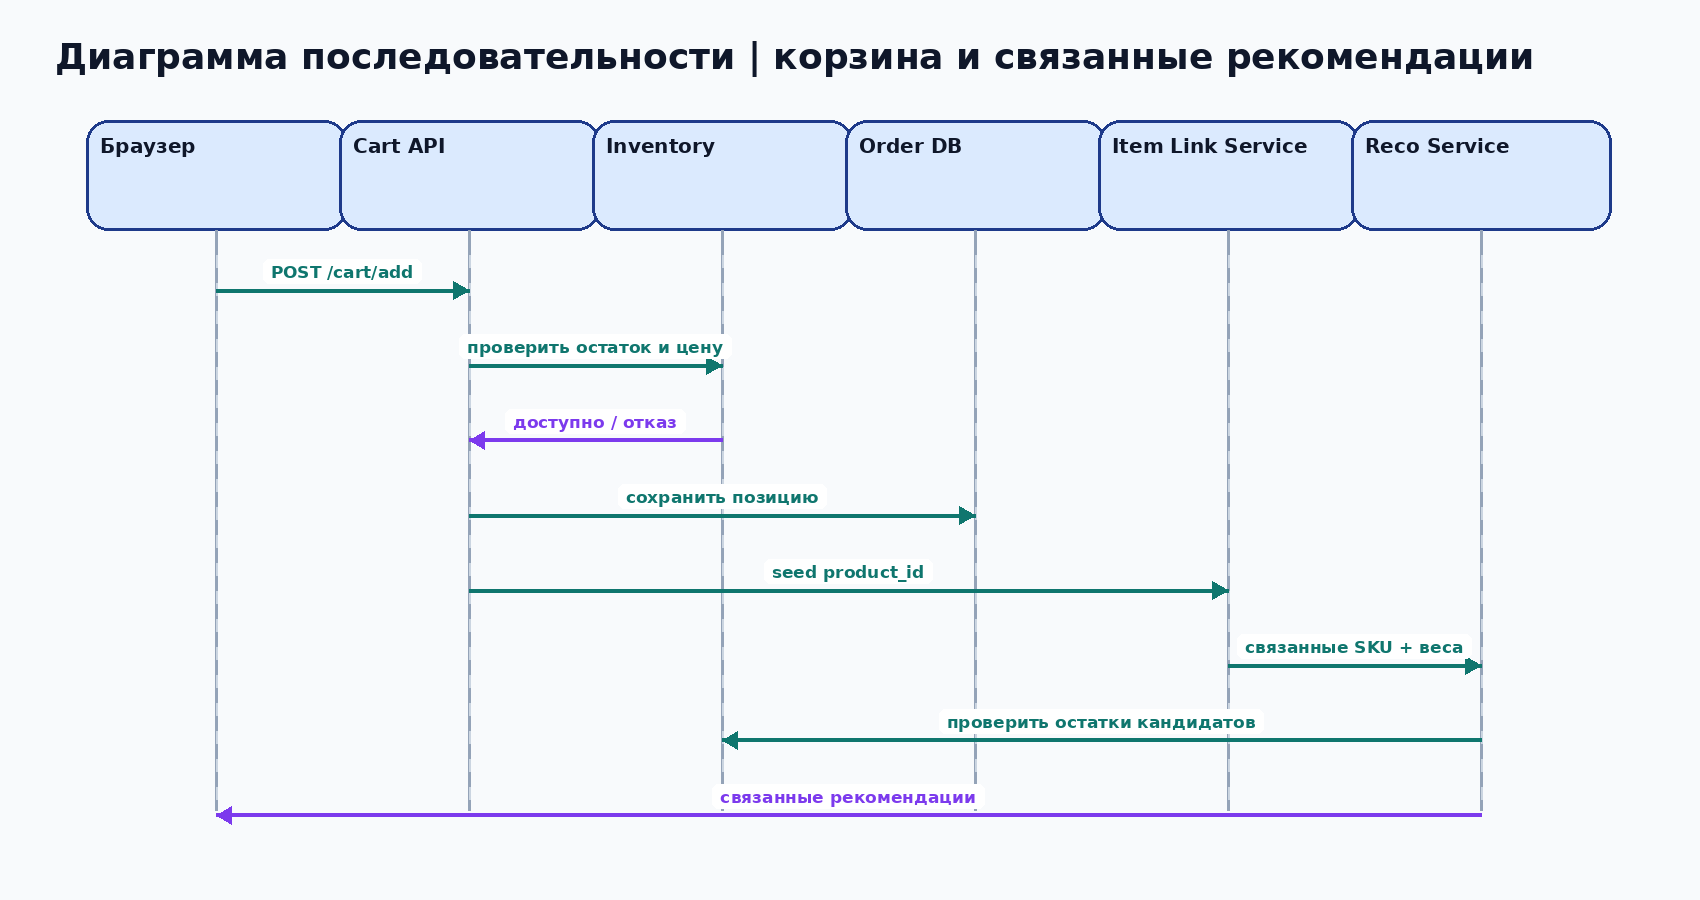 Диаграмма последовательности | корзина и связанные рекомендации
Браузер
Cart API
Inventory
Order DB
Item Link Service
Reco Service
POST /cart/add
проверить остаток и цену
доступно / отказ
сохранить позицию
seed product_id
связанные SKU + веса
проверить остатки кандидатов
связанные рекомендации